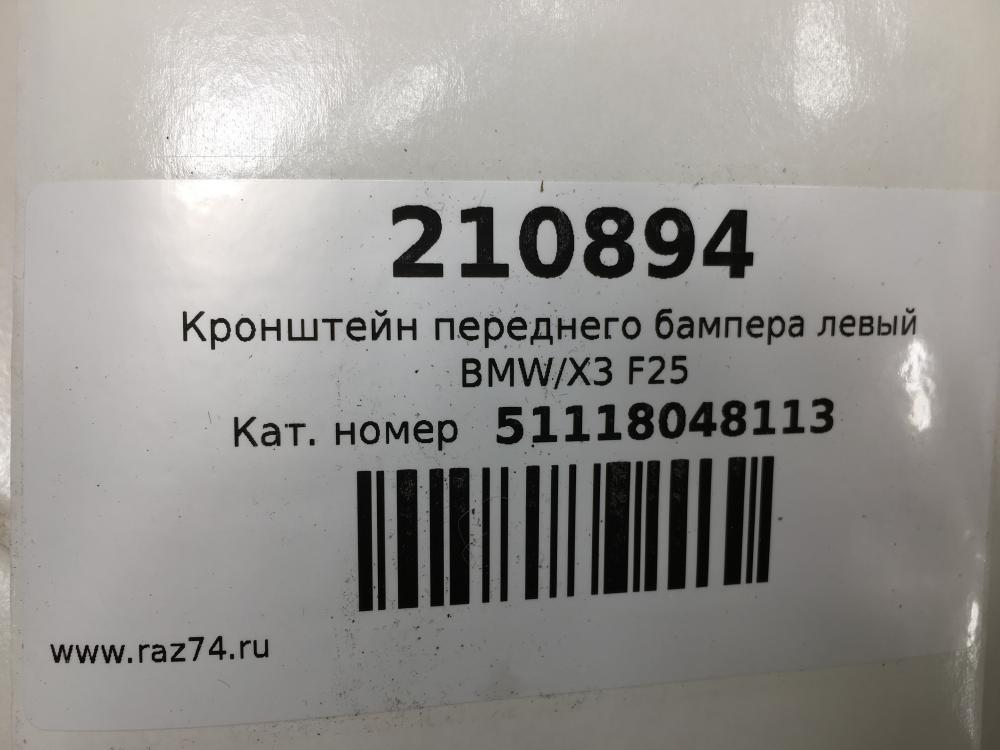 210894
Кронштейн переднего бампера левый
BMW/X3 F25
Кат. номер 51118048113
www.raz74.ru